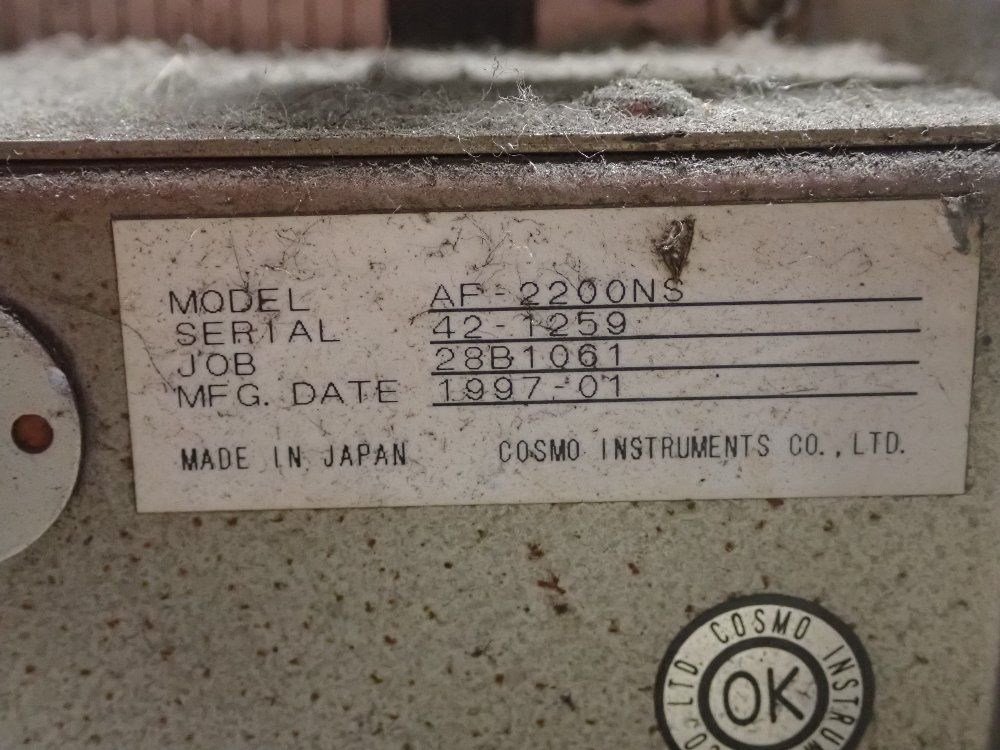 MODEL AF-2200NS
SERIAL 42-1259
JOB 28B1061
MFG. DATE 1997-01
MADE IN JAPAN COSMO INSTRUMENTS CO., LTD.
COSMO
OK
LTD.